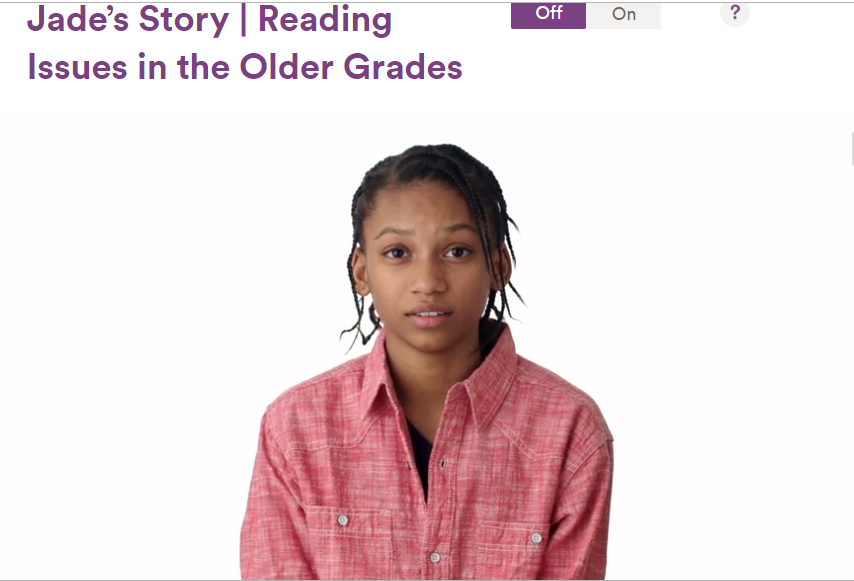 Jade’s Story | Reading
Issues in the Older Grades
Off On
?